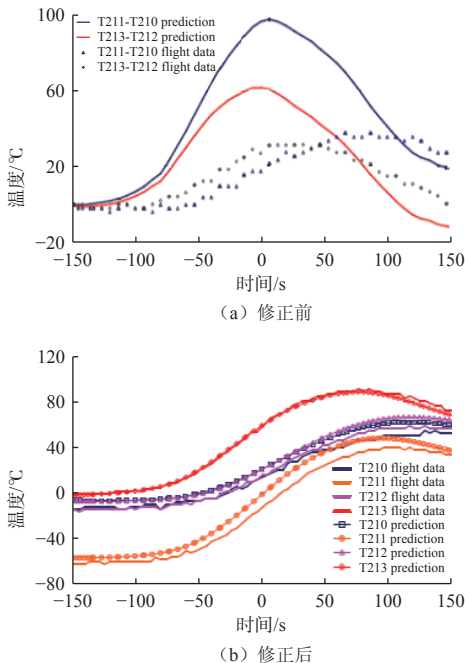 100
60
20
−20
温度/℃
T211-T210 prediction
T213-T212 prediction
T211-T210 flight data
T213-T212 flight data
−150 −100 −50 0 50 100 150
时间/s
（a）修正前
120
80
40
0
−40
−80
温度/℃
T210 flight data
T211 flight data
T212 flight data
T213 flight data
T210 prediction
T211 prediction
T212 prediction
T213 prediction
−150 −100 −50 0 50 100 150
时间/s
（b）修正后